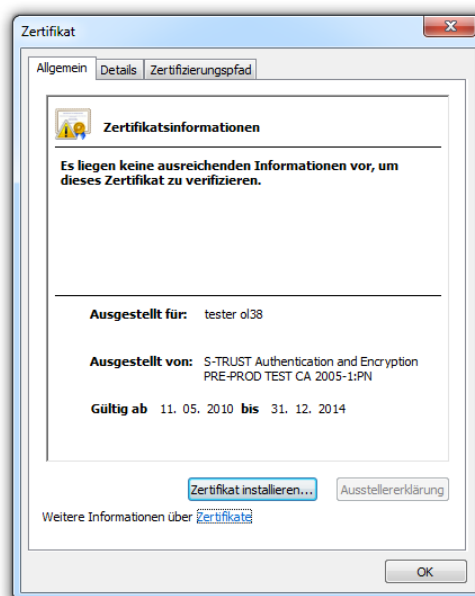 Zertifikat
Allgemein Details Zertifizierungspfad
Zertifikatsinformationen
Es liegen keine ausreichenden Informationen vor, um
dieses Zertifikat zu verifizieren.
Ausgestellt für: tester ol38
Ausgestellt von: S-TRUST Authentication and Encryption
PRE-PROD TEST CA 2005-1:PN
Gültig ab 11. 05. 2010 bis 31. 12. 2014
Zertifikat installieren... Ausstellererklärung
Weitere Informationen über Zertifikate
OK